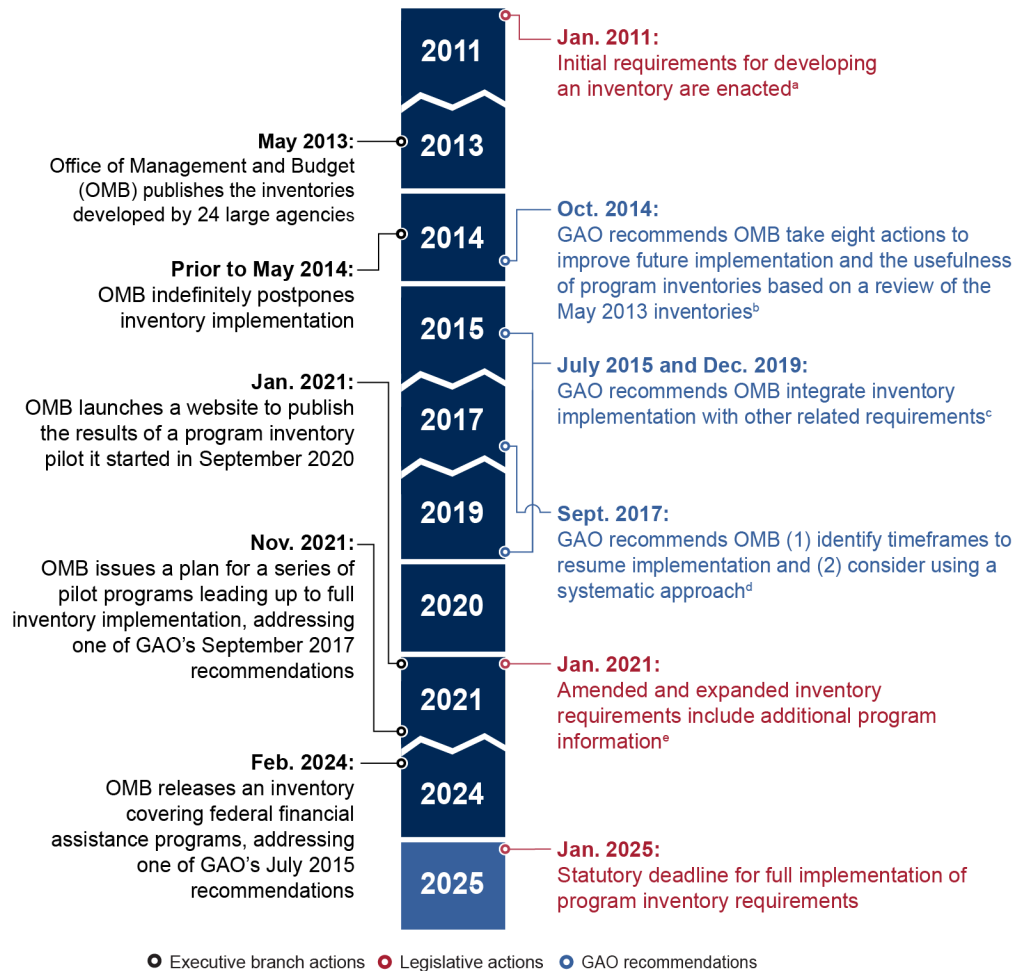 2011
Jan. 2011:
Initial requirements for developing
an inventory are enactedᵃ
May 2013:
Office of Management and Budget
(OMB) publishes the inventories
developed by 24 large agencies
2013
Prior to May 2014:
OMB indefinitely postpones
inventory implementation
2014
Oct. 2014:
GAO recommends OMB take eight actions to
improve future implementation and the usefulness
of program inventories based on a review of the
May 2013 inventoriesᵇ
2015
July 2015 and Dec. 2019:
GAO recommends OMB integrate inventory
implementation with other related requirementsᶜ
Jan. 2021:
OMB launches a website to publish
the results of a program inventory
pilot it started in September 2020
2017
2019
Sept. 2017:
GAO recommends OMB (1) identify timeframes to
resume implementation and (2) consider using a
systematic approachᵈ
Nov. 2021:
OMB issues a plan for a series of
pilot programs leading up to full
inventory implementation, addressing
one of GAO’s September 2017
recommendations
2020
2021
Jan. 2021:
Amended and expanded inventory
requirements include additional program
informationᵉ
Feb. 2024:
OMB releases an inventory
covering federal financial
assistance programs, addressing
one of GAO’s July 2015
recommendations
2024
2025
Jan. 2025:
Statutory deadline for full implementation of
program inventory requirements
Executive branch actions Legislative actions GAO recommendations